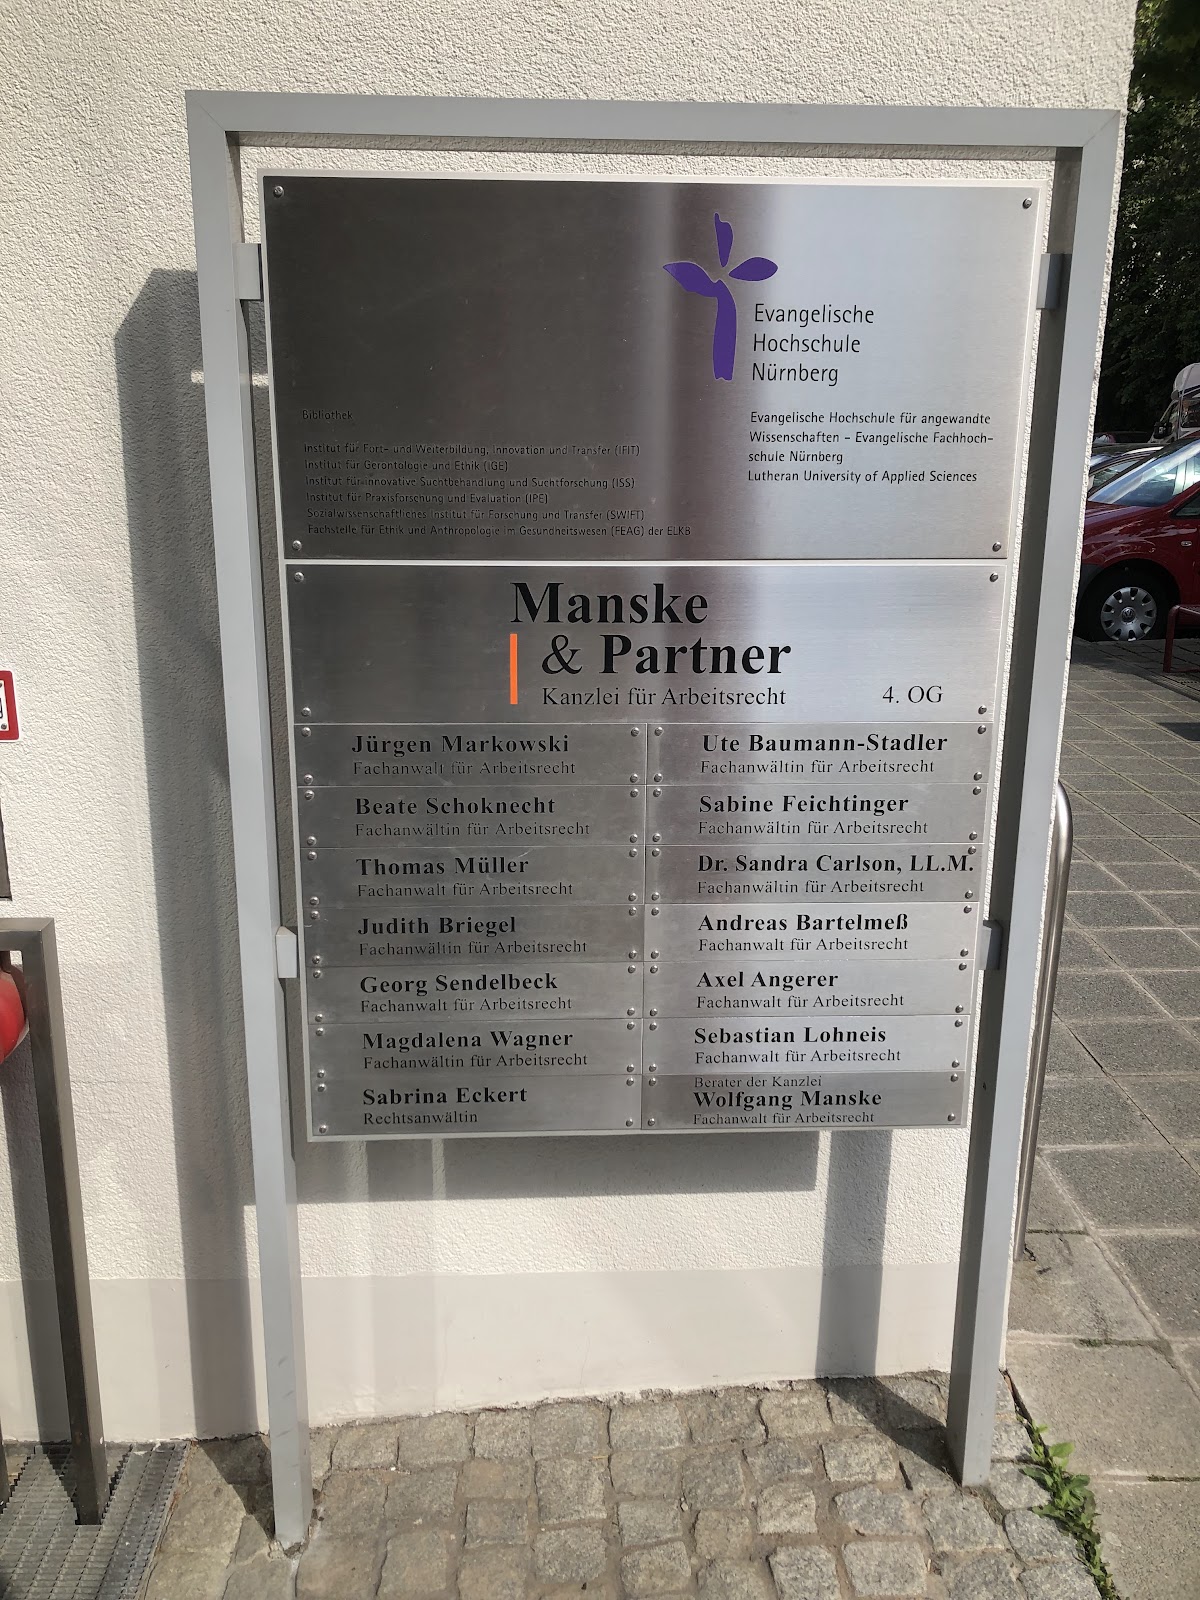 Evangelische
Hochschule
Nürnberg
Evangelische Hochschule für angewandte
Wissenschaften – Evangelische Fachhoch-
schule Nürnberg
Lutheran University of Applied Sciences
Bibliothek
Institut für Fort- und Weiterbildung, Innovation und Transfer (IFIT)
Institut für Gerontologie und Ethik (IGE)
Institut für innovative Suchtbehandlung und Suchtforschung (ISS)
Institut für Praxisforschung und Evaluation (IPE)
Sozialwissenschaftliches Institut für Forschung und Transfer (SWIFT)
Fachstelle für Ethik und Anthropologie im Gesundheitswesen (FEAG) der ELKB
Manske
& Partner
Kanzlei für Arbeitsrecht
4. OG
Jürgen Markowski
Fachanwalt für Arbeitsrecht
Ute Baumann-Stadler
Fachanwältin für Arbeitsrecht
Beate Schoknecht
Fachanwältin für Arbeitsrecht
Sabine Feichtinger
Fachanwältin für Arbeitsrecht
Thomas Müller
Fachanwalt für Arbeitsrecht
Dr. Sandra Carlson, LL.M.
Fachanwältin für Arbeitsrecht
Judith Briegel
Fachanwältin für Arbeitsrecht
Andreas Bartelmeß
Fachanwalt für Arbeitsrecht
Georg Sendelbeck
Fachanwalt für Arbeitsrecht
Axel Angerer
Fachanwalt für Arbeitsrecht
Magdalena Wagner
Fachanwältin für Arbeitsrecht
Sebastian Lohneis
Fachanwalt für Arbeitsrecht
Sabrina Eckert
Rechtsanwältin
Berater der Kanzlei
Wolfgang Manske
Fachanwalt für Arbeitsrecht